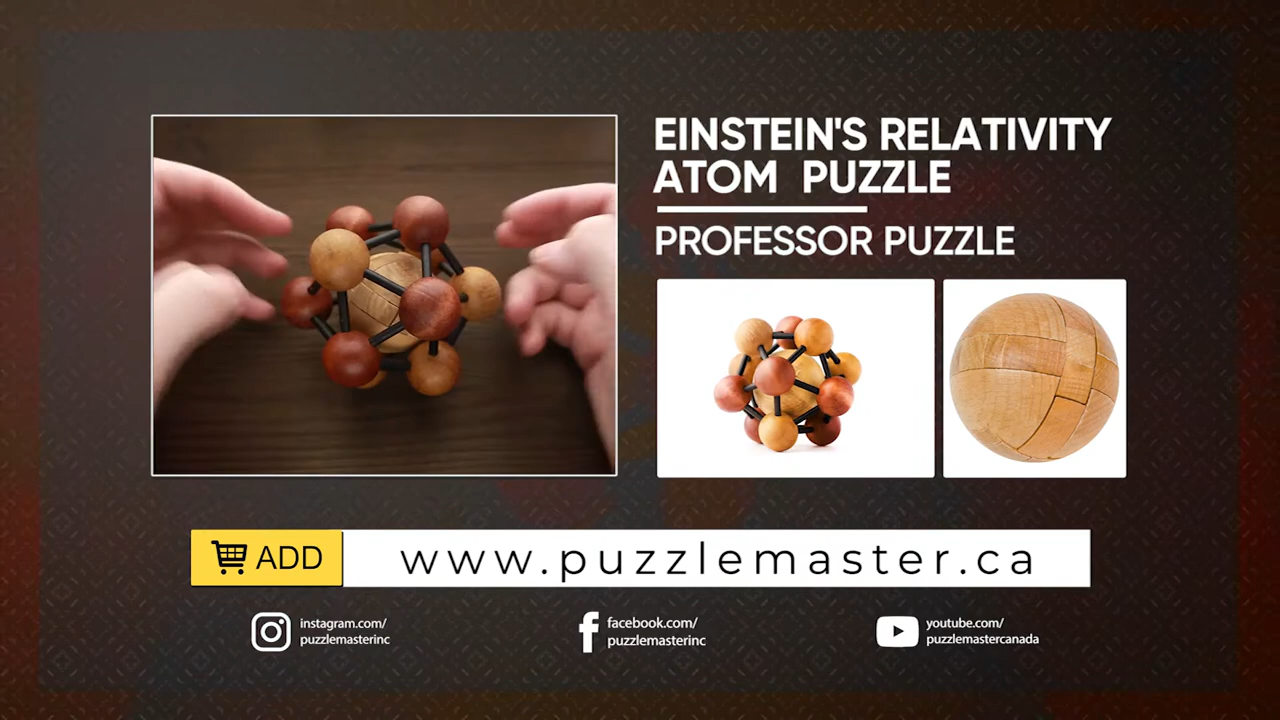 EINSTEIN'S RELATIVITY
ATOM PUZZLE
PROFESSOR PUZZLE
ADD
www.puzzlemaster.ca
instagram.com/
puzzlemasterinc
facebook.com/
puzzlemasterinc
youtube.com/
puzzlemastercanada